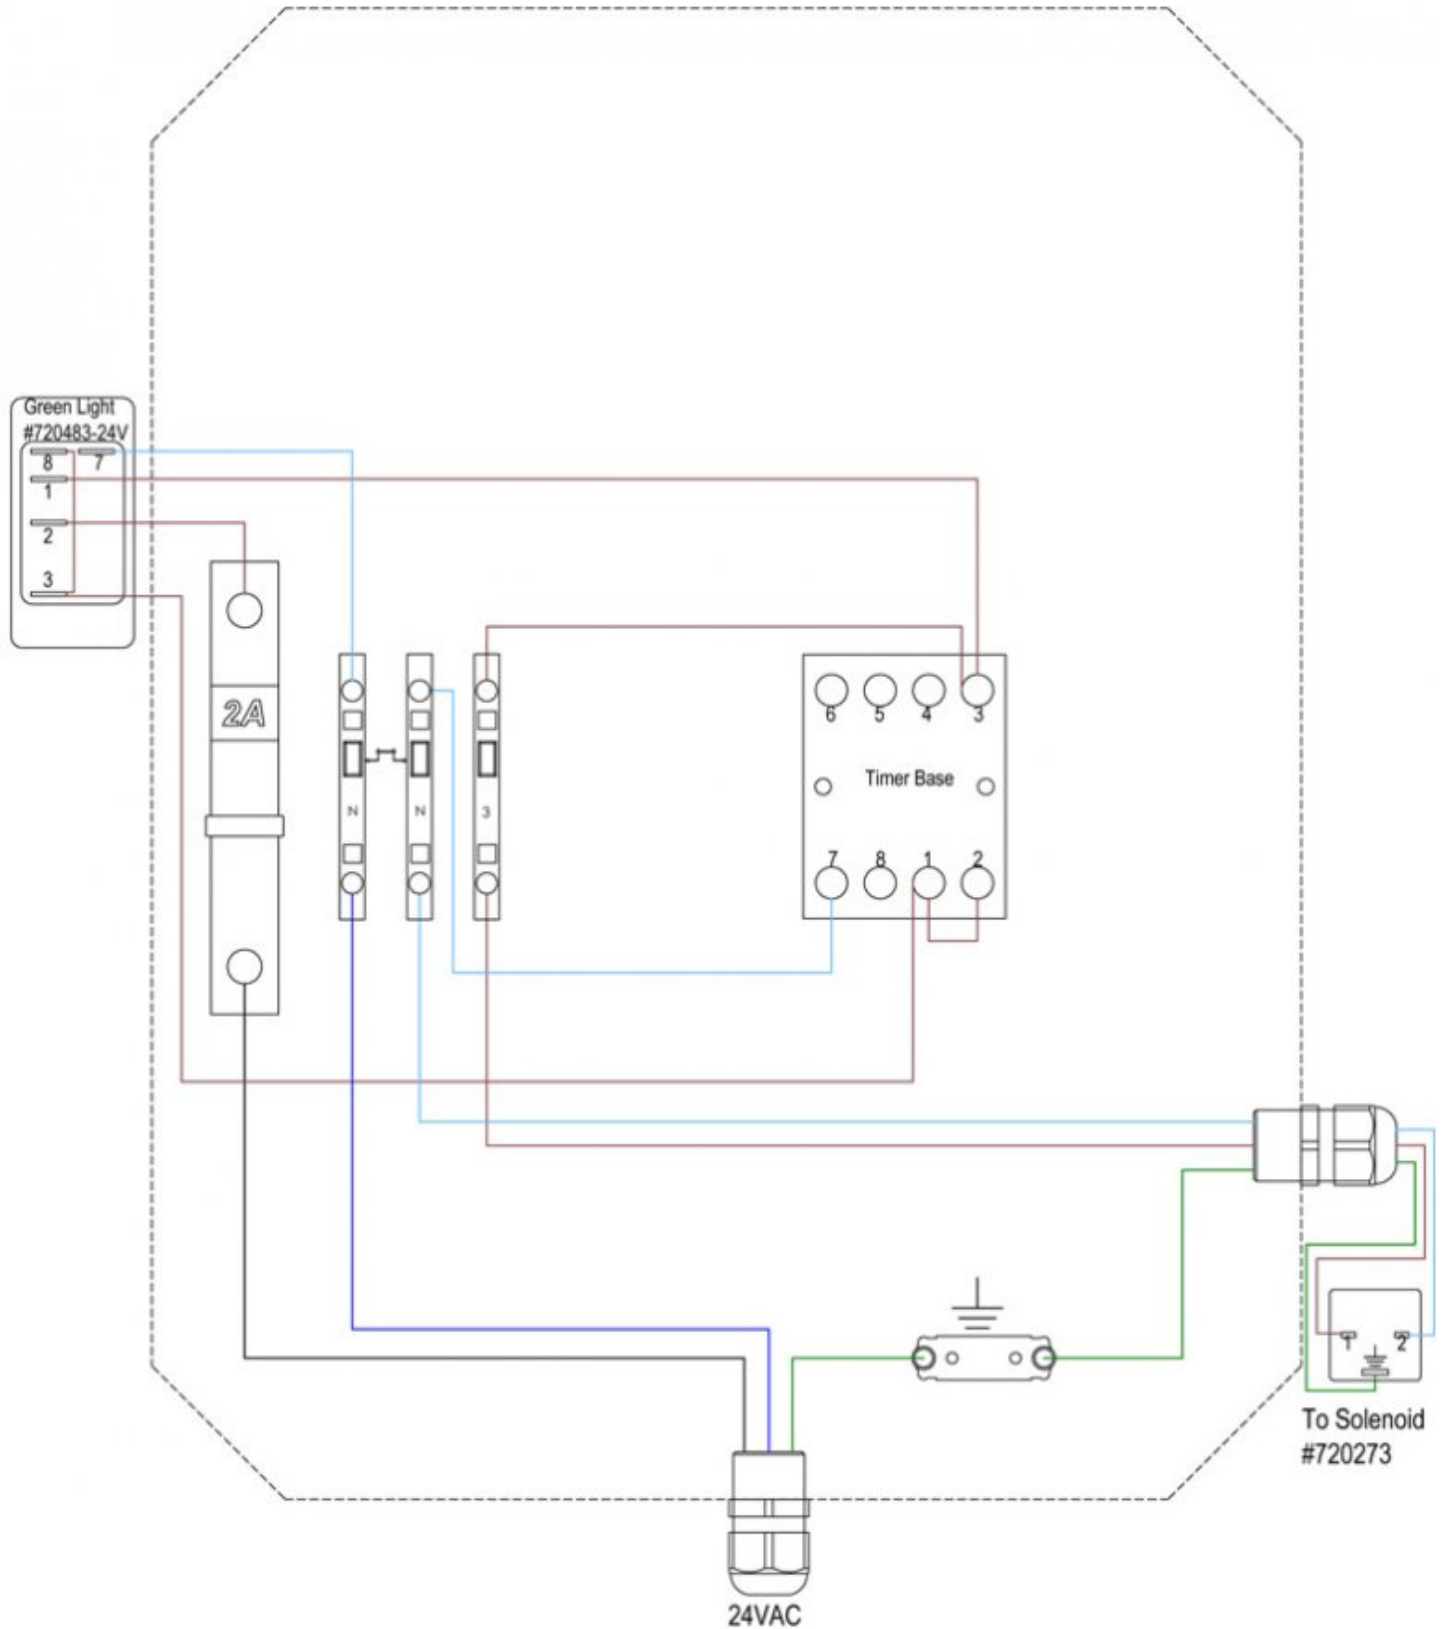 Green Light
#720483-24V
8 7
1
2
3
2A
N N 3
6 5 4 3
Timer Base
7 8 1 2
1 2
To Solenoid
#720273
24VAC